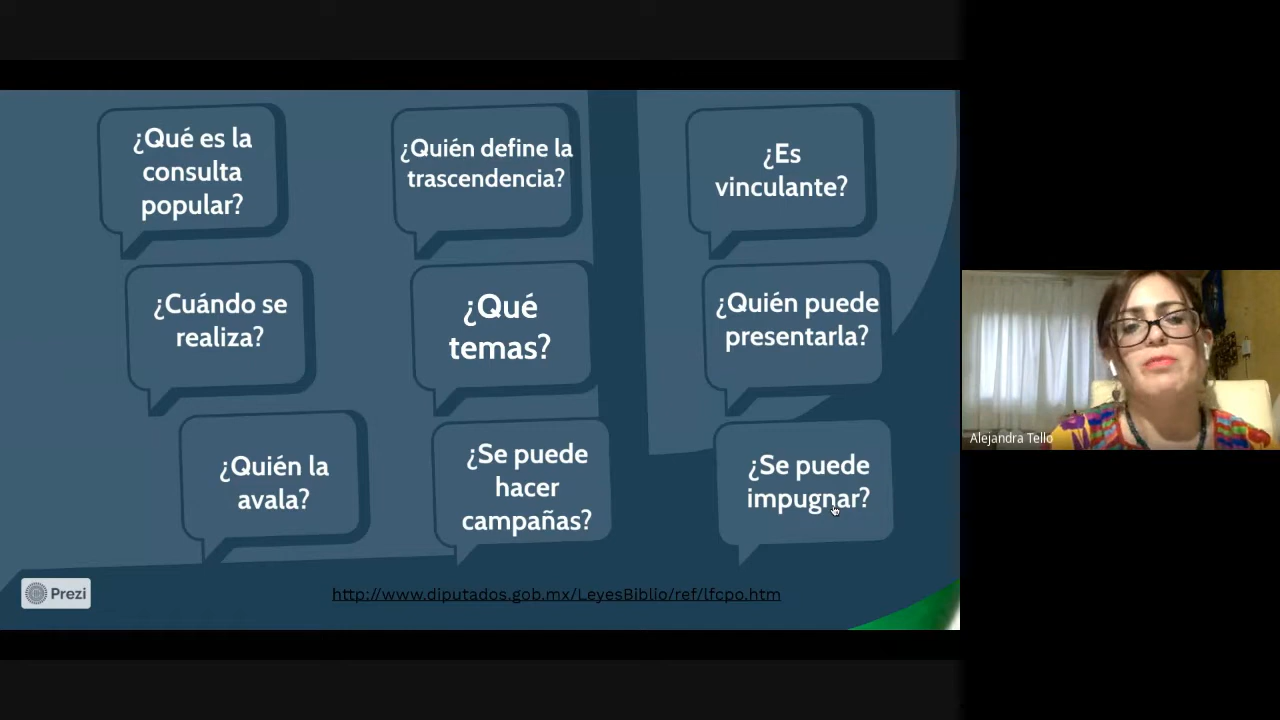 ¿Qué es la
consulta
popular?
¿Quién define la
trascendencia?
¿Es
vinculante?
¿Cuándo se
realiza?
¿Qué
temas?
¿Quién puede
presentarla?
¿Quién la
avala?
¿Se puede
hacer
campañas?
¿Se puede
impugnar?
Prezi
http://www.diputados.gob.mx/LeyesBiblio/ref/lfcpo.htm
Alejandra Tello